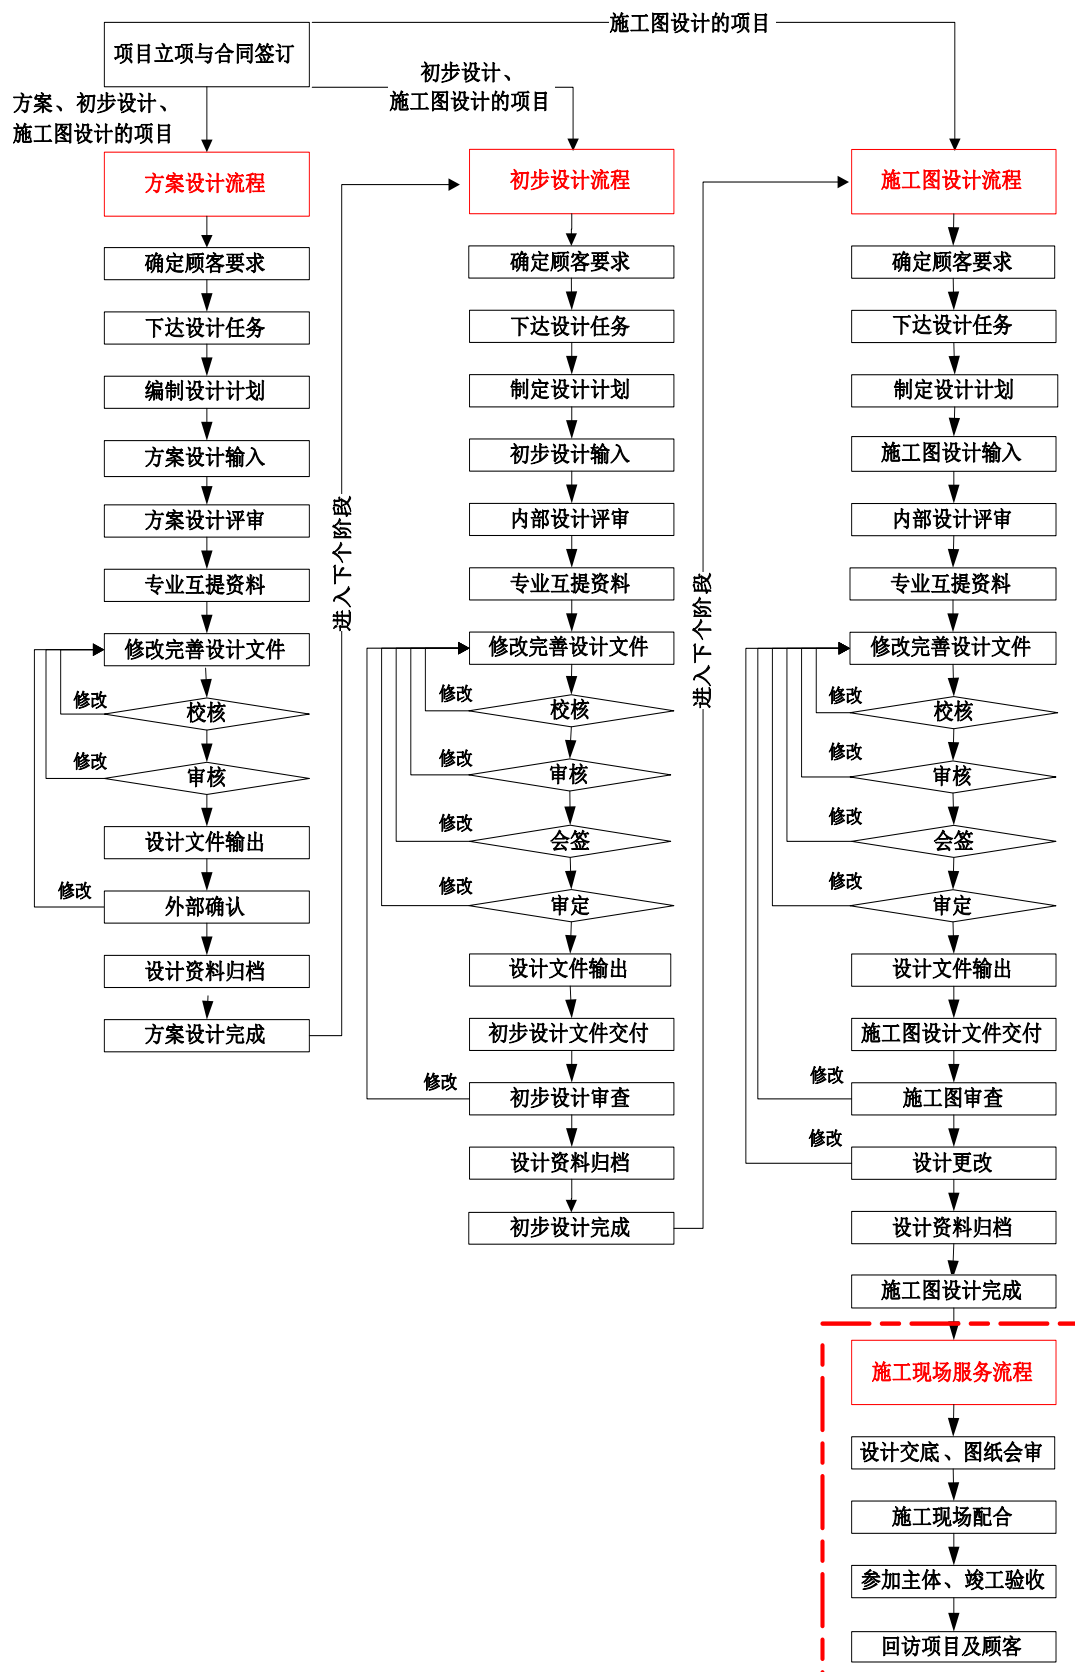 项目立项与合同签订
施工图设计的项目
初步设计、
施工图设计的项目
方案、初步设计、
施工图设计的项目
方案设计流程
确定顾客要求
下达设计任务
编制设计计划
方案设计输入
方案设计评审
专业互提资料
修改完善设计文件
修改
校核
修改
审核
设计文件输出
修改
外部确认
设计资料归档
方案设计完成
进入下个阶段
初步设计流程
确定顾客要求
下达设计任务
制定设计计划
初步设计输入
内部设计评审
专业互提资料
修改完善设计文件
修改
校核
修改
审核
修改
会签
修改
审定
设计文件输出
初步设计文件交付
修改
初步设计审查
设计资料归档
初步设计完成
进入下个阶段
施工图设计流程
确定顾客要求
下达设计任务
制定设计计划
施工图设计输入
内部设计评审
专业互提资料
修改完善设计文件
修改
校核
修改
审核
修改
会签
修改
审定
设计文件输出
施工图设计文件交付
修改
施工图审查
修改
设计更改
设计资料归档
施工图设计完成
施工现场服务流程
设计交底、图纸会审
施工现场配合
参加主体、竣工验收
回访项目及顾客